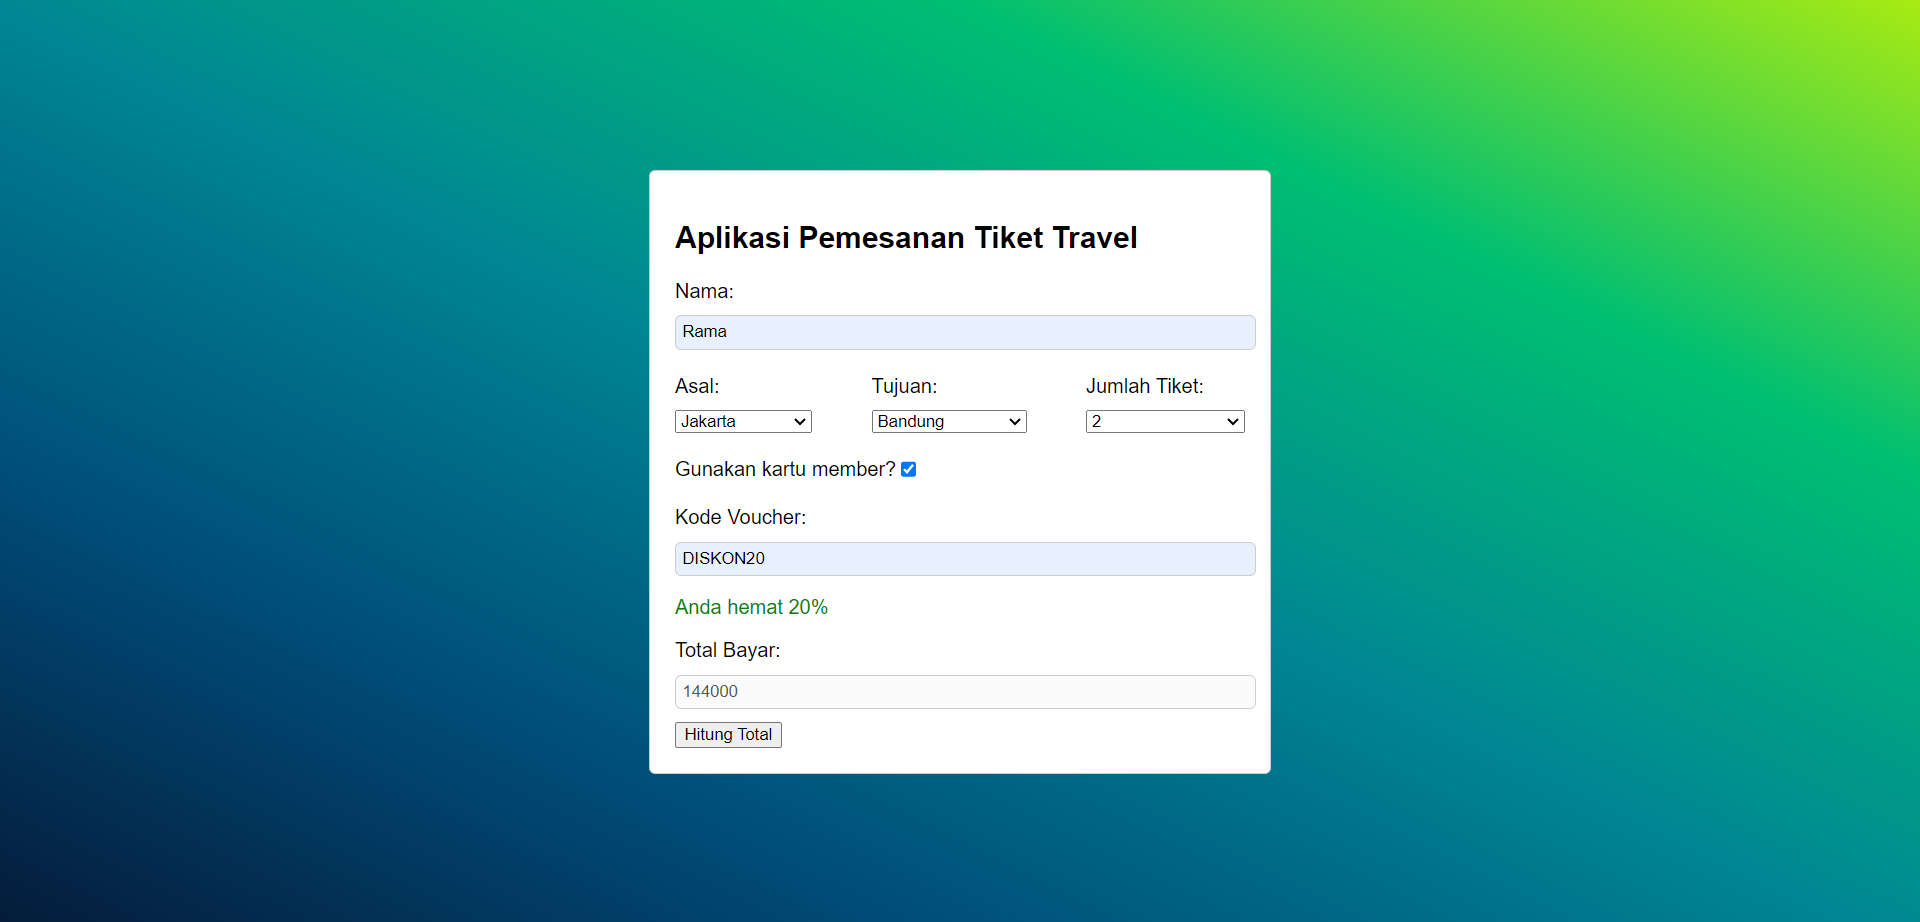 Aplikasi Pemesanan Tiket Travel
Nama:
Rama
Asal: Tujuan: Jumlah Tiket:
Jakarta Bandung 2
Gunakan kartu member?
Kode Voucher:
DISKON20
Anda hemat 20%
Total Bayar:
144000
Hitung Total